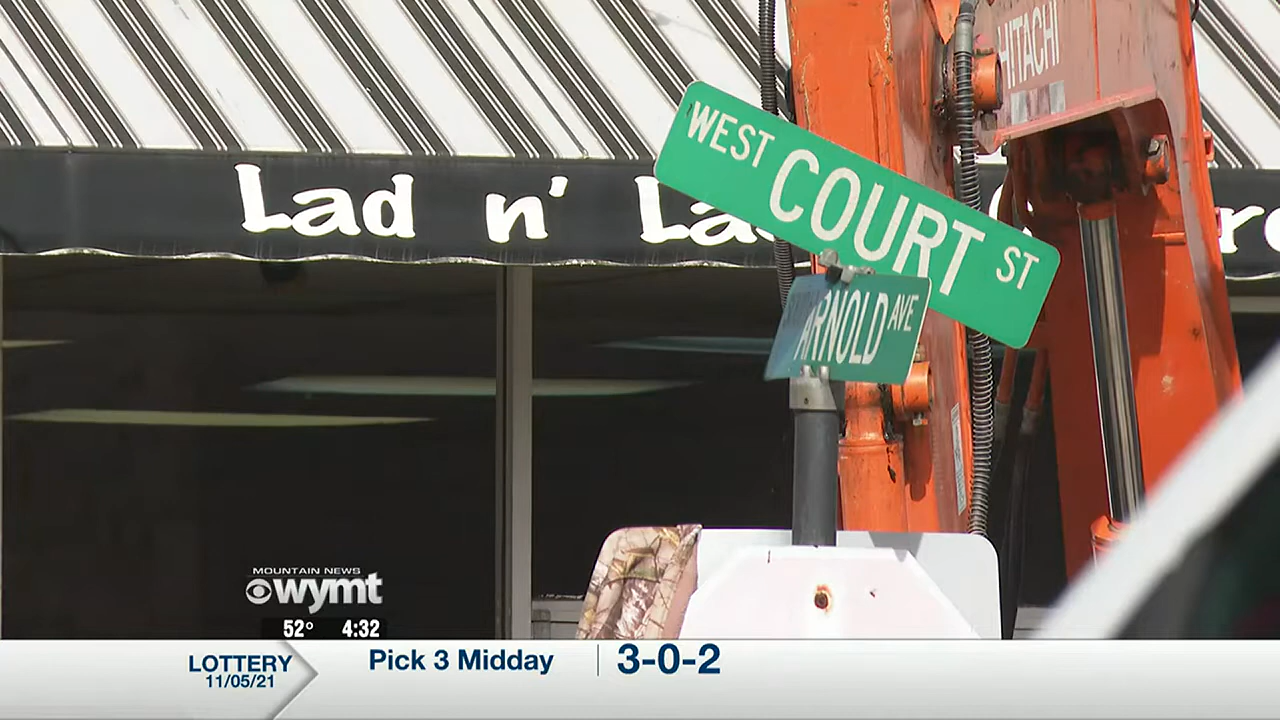 HITACHI
WEST COURT ST
Lad n'
ARNOLD AVE
MOUNTAIN NEWS
wymt
52° 4:32
LOTTERY
11/05/21
Pick 3 Midday
3-0-2